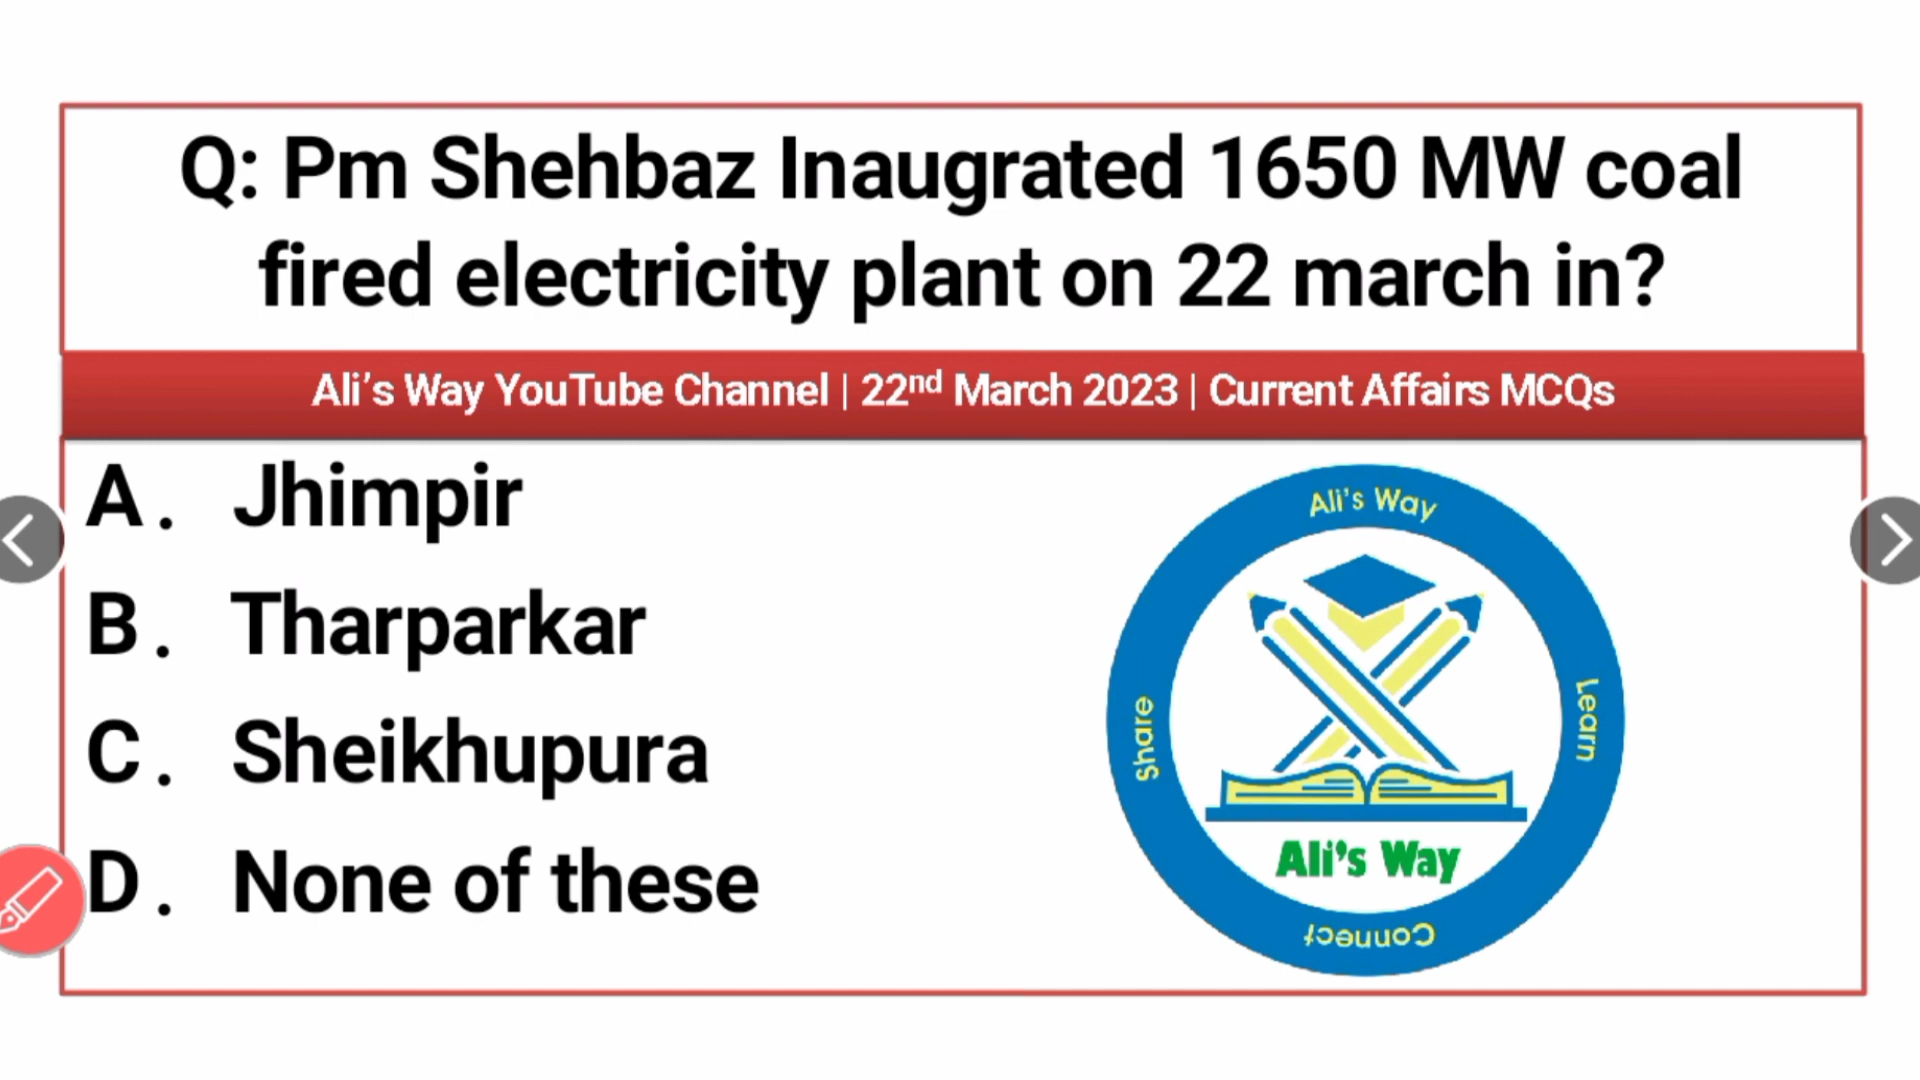 Q: Pm Shehbaz Inaugrated 1650 MW coal
fired electricity plant on 22 march in?
Ali's Way YouTube Channel | 22nd March 2023 | Current Affairs MCQs
A. Jhimpir
B. Tharparkar
C. Sheikhupura
D. None of these
Ali's Way
Learn
Share
Ali's Way
Connect